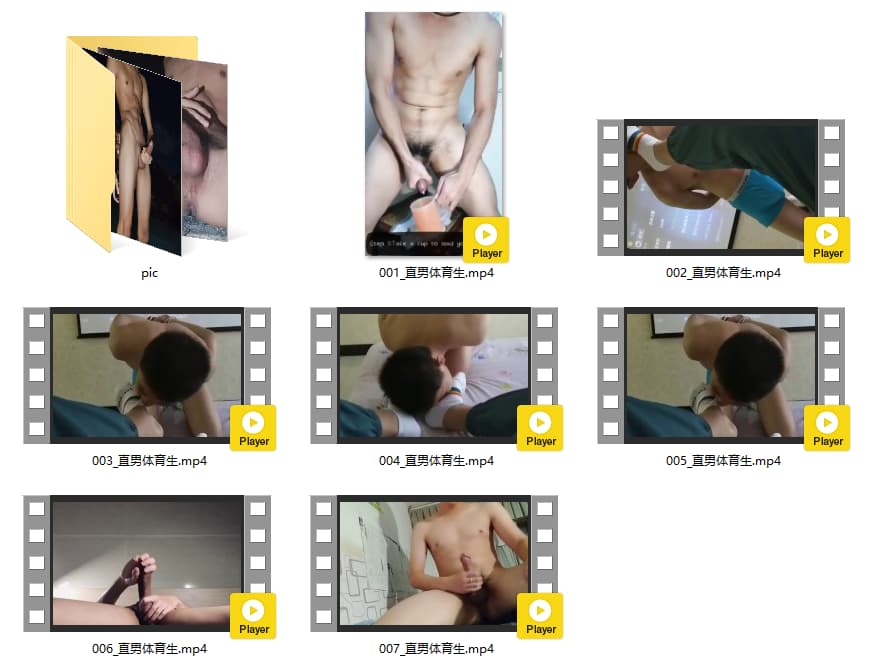 Player
pic
001_直男体育生.mp4
Player
002_直男体育生.mp4
Player
003_直男体育生.mp4
Player
004_直男体育生.mp4
Player
005_直男体育生.mp4
Player
006_直男体育生.mp4
Player
007_直男体育生.mp4